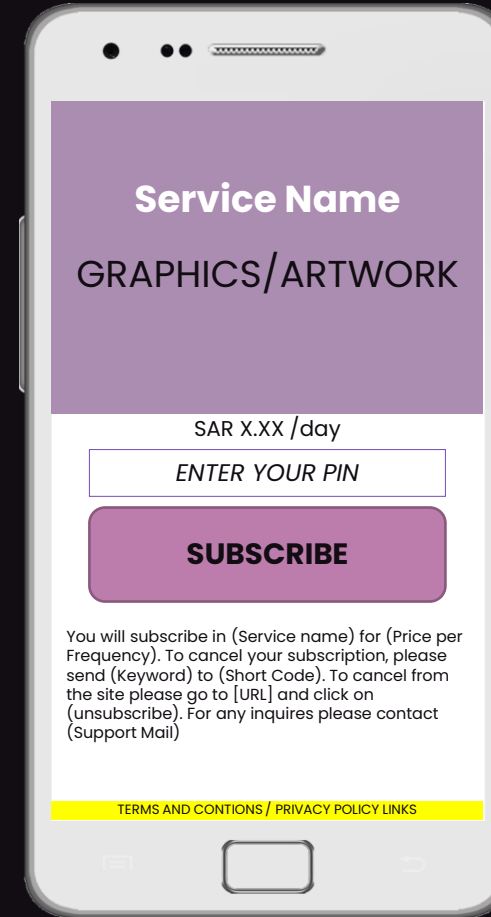 Service Name
GRAPHICS/ARTWORK
SAR X.XX /day
ENTER YOUR PIN
SUBSCRIBE
You will subscribe in (Service name) for (Price per
Frequency). To cancel your subscription, please
send (Keyword) to (Short Code). To cancel from
the site please go to [URL] and click on
(unsubscribe). For any inquires please contact
(Support Mail)
TERMS AND CONTIONS / PRIVACY POLICY LINKS